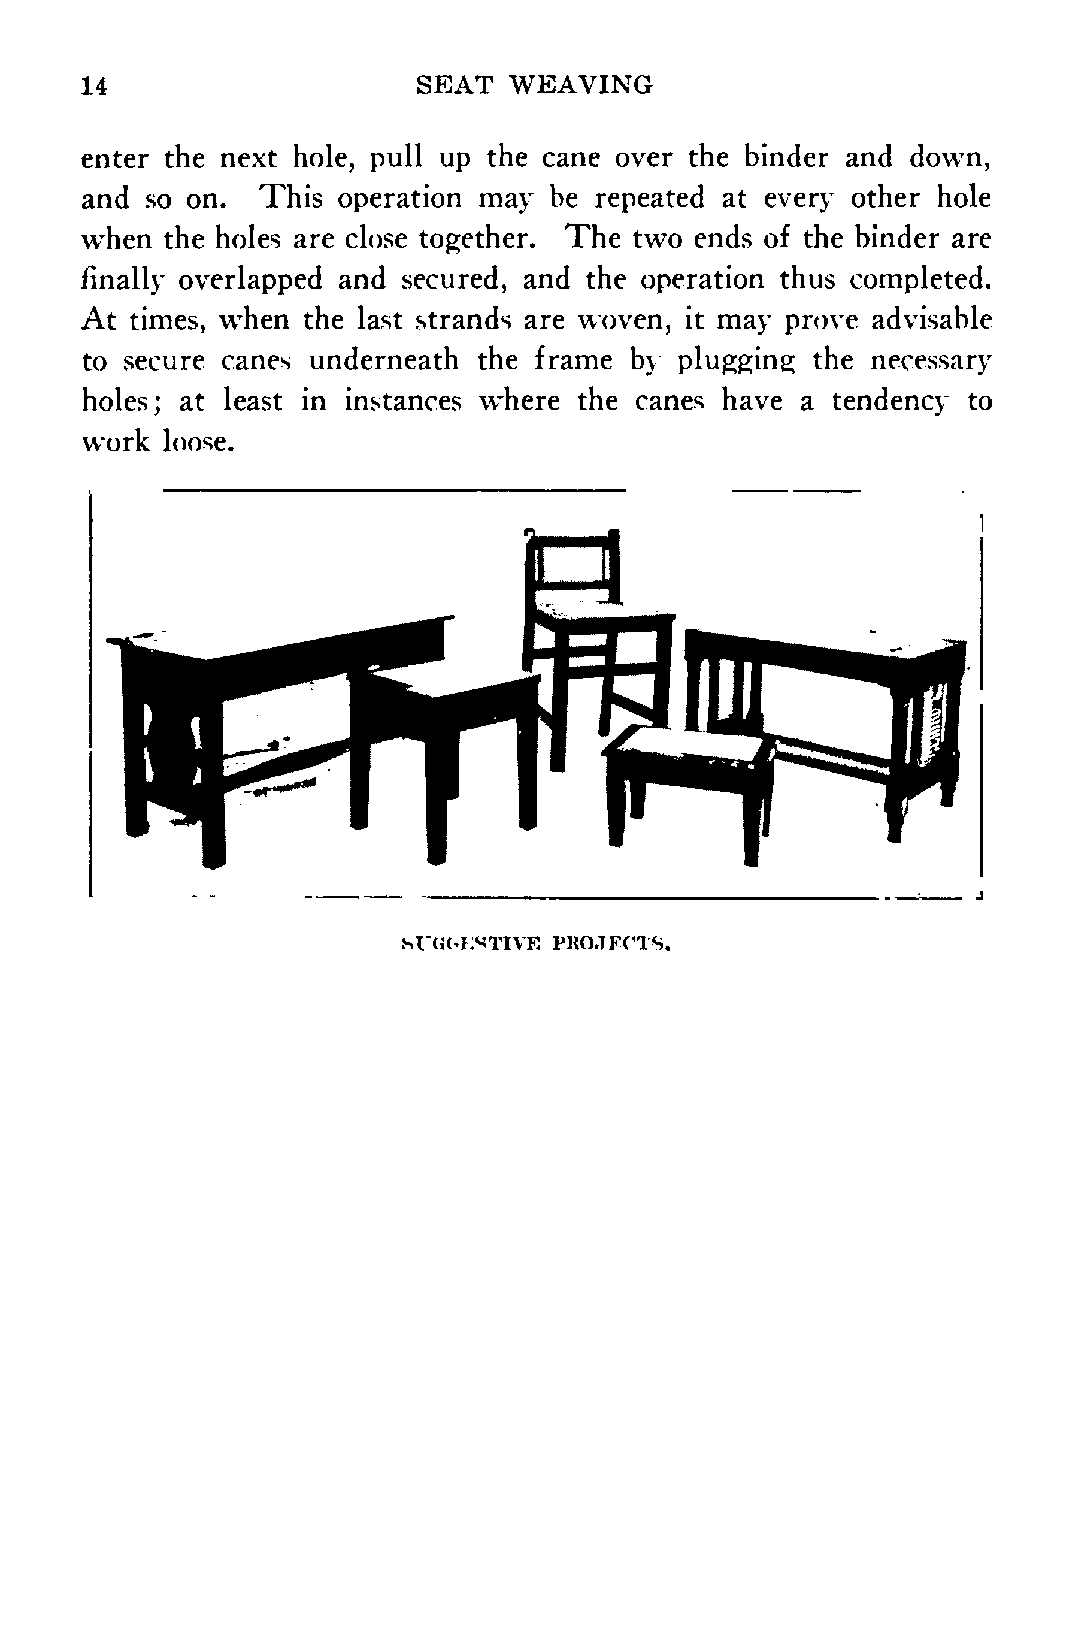 14 SEAT WEAVING
enter the next hole, pull up the cane over the binder and down,
and so on. This operation may be repeated at every other hole
when the holes are close together. The two ends of the binder are
finally overlapped and secured, and the operation thus completed.
At times, when the last strands are woven, it may prove advisable
to secure canes underneath the frame by plugging the necessary
holes; at least in instances where the canes have a tendency to
work loose.
SUGGESTIVE PROJECTS.